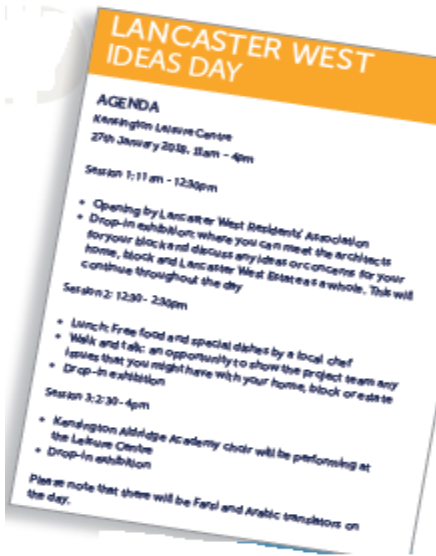 LANCASTER WEST
IDEAS DAY
AGENDA
Kensington Leisure Centre
27th January 2018, 11am - 4pm
Session 1; 11 am - 12:30pm
• Opening by Lancaster West Residents' Association
• Drop-in exhibition: where you can meet the architects
for your block and discuss any ideas or concerns for your
home, block and Lancaster West Estate as a whole. This will
continue throughout the day
Session 2: 12:30 - 2:30pm
• Lunch: Free food and special dishes by a local chef
• Walk and talk: an opportunity to show the project team any
issues that you might have with your home, block or estate
• Drop-in exhibition
Session 3; 2:30 - 4pm
• Kensington Aldridge Academy choir will be performing at
the Leisure Centre
• Drop-in exhibition
Please note that there will be Farsi and Arabic translators on
the day.